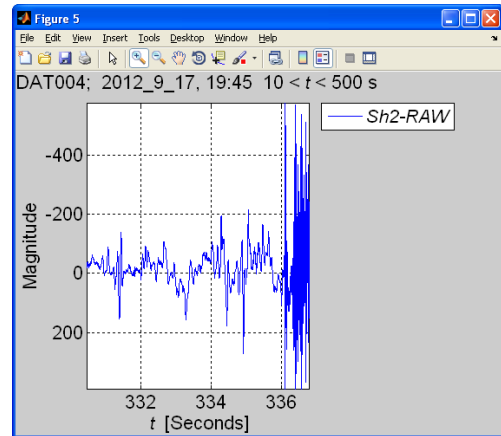 Figure 5
File Edit View Insert Tools Desktop Window Help
DAT004; 2012_9_17, 19:45 10 < t < 500 s
Sh2-RAW
-400
-200
0
200
Magnitude
332 334 336
t [Seconds]